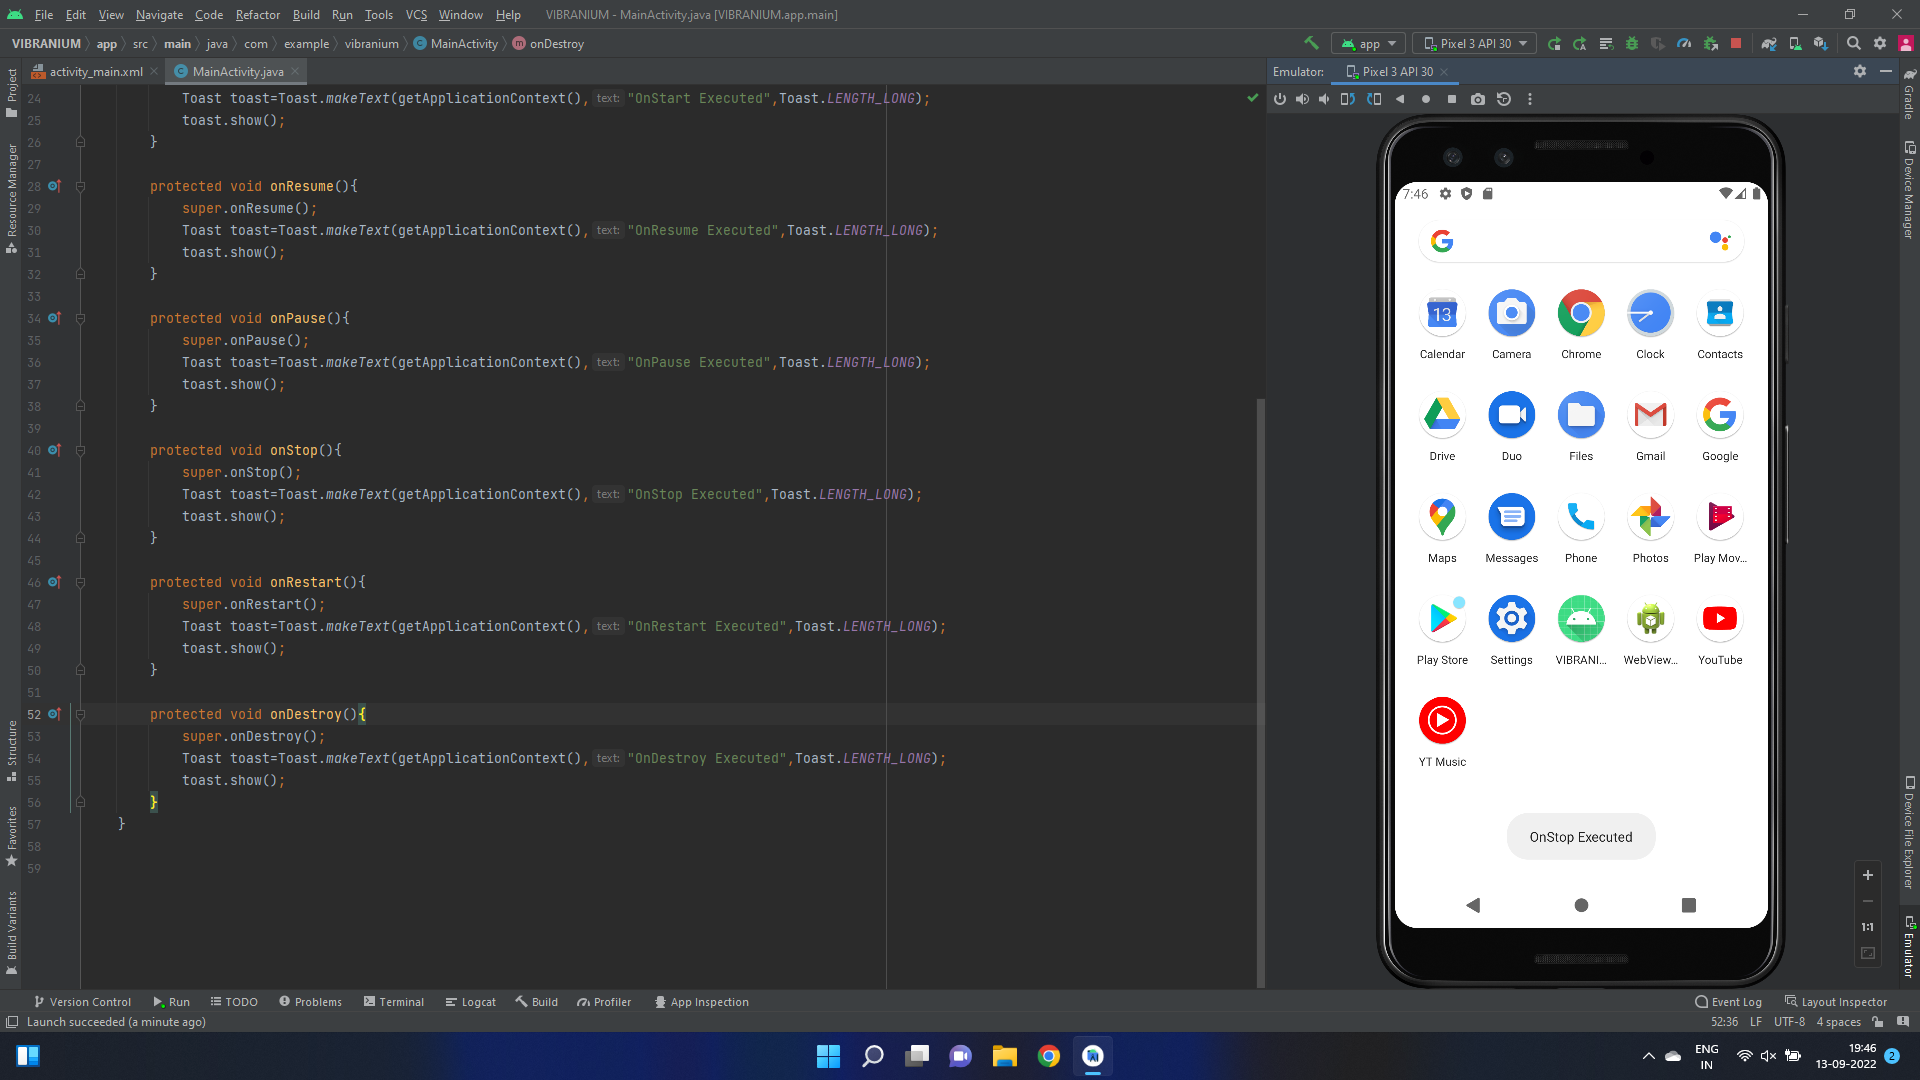 File Edit View Navigate Code Refactor Build Run Tools VCS Window Help VIBRANIUM - MainActivity.java [VIBRANIUM.app.main]
VIBRANIUM app src main java com example vibranium MainActivity onDestroy
app Pixel 3 API 30
activity_main.xml MainActivity.java
Emulator: Pixel 3 API 30
Project
Resource Manager
Structure
Favorites
Build Variants
24 Toast toast=Toast.makeText(getApplicationContext(), text: "OnStart Executed",Toast.LENGTH_LONG);
25 toast.show();
26 }
27
28 protected void onResume(){
29 super.onResume();
30 Toast toast=Toast.makeText(getApplicationContext(), text: "OnResume Executed",Toast.LENGTH_LONG);
31 toast.show();
32 }
33
34 protected void onPause(){
35 super.onPause();
36 Toast toast=Toast.makeText(getApplicationContext(), text: "OnPause Executed",Toast.LENGTH_LONG);
37 toast.show();
38 }
39
40 protected void onStop(){
41 super.onStop();
42 Toast toast=Toast.makeText(getApplicationContext(), text: "OnStop Executed",Toast.LENGTH_LONG);
43 toast.show();
44 }
45
46 protected void onRestart(){
47 super.onRestart();
48 Toast toast=Toast.makeText(getApplicationContext(), text: "OnRestart Executed",Toast.LENGTH_LONG);
49 toast.show();
50 }
51
52 protected void onDestroy(){
53 super.onDestroy();
54 Toast toast=Toast.makeText(getApplicationContext(), text: "OnDestroy Executed",Toast.LENGTH_LONG);
55 toast.show();
56 }
57 }
58
59
7:46
13
Calendar Camera Chrome Clock Contacts
Drive Duo Files Gmail Google
Maps Messages Phone Photos Play Mov...
Play Store Settings VIBRANI... WebView... YouTube
YT Music
OnStop Executed
1:1
Gradle
Device Manager
Device File Explorer
Emulator
Version Control Run TODO Problems Terminal Logcat Build Profiler App Inspection Event Log Layout Inspector
Launch succeeded (a minute ago) 52:36 LF UTF-8 4 spaces
ENG
IN
19:46
13-09-2022
2